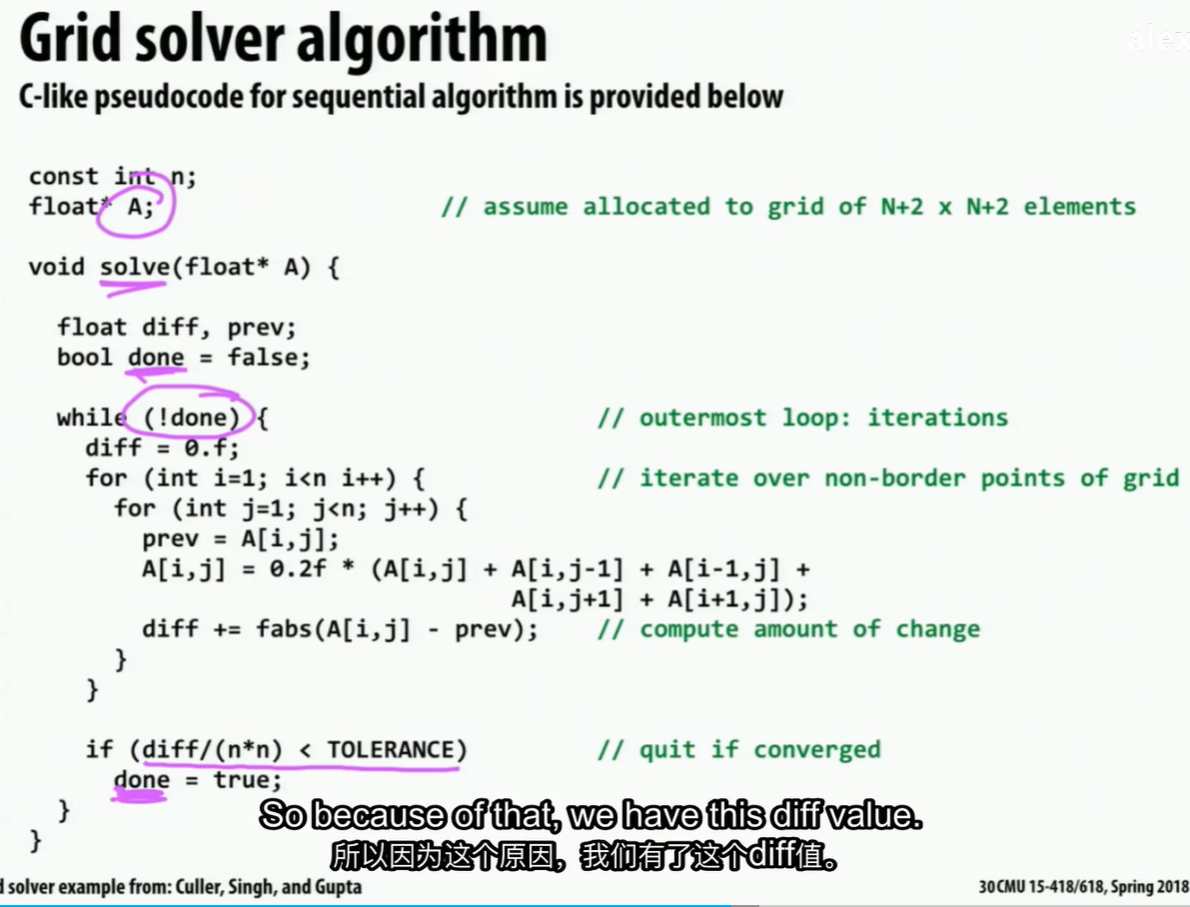 Grid solver algorithm
alex
C-like pseudocode for sequential algorithm is provided below
const int n;
float* A; // assume allocated to grid of N+2 x N+2 elements
void solve(float* A) {
float diff, prev;
bool done = false;
while (!done) { // outermost loop: iterations
diff = 0.f;
for (int i=1; i<n i++) { // iterate over non-border points of grid
for (int j=1; j<n; j++) {
prev = A[i,j];
A[i,j] = 0.2f * (A[i,j] + A[i,j-1] + A[i-1,j] +
A[i,j+1] + A[i+1,j]);
diff += fabs(A[i,j] - prev); // compute amount of change
}
}
if (diff/(n*n) < TOLERANCE) // quit if converged
done = true;
}
}
So because of that, we have this diff value.
所以因为这个原因，我们有了这个diff值。
d solver example from: Culler, Singh, and Gupta
30 CMU 15-418/618, Spring 2018